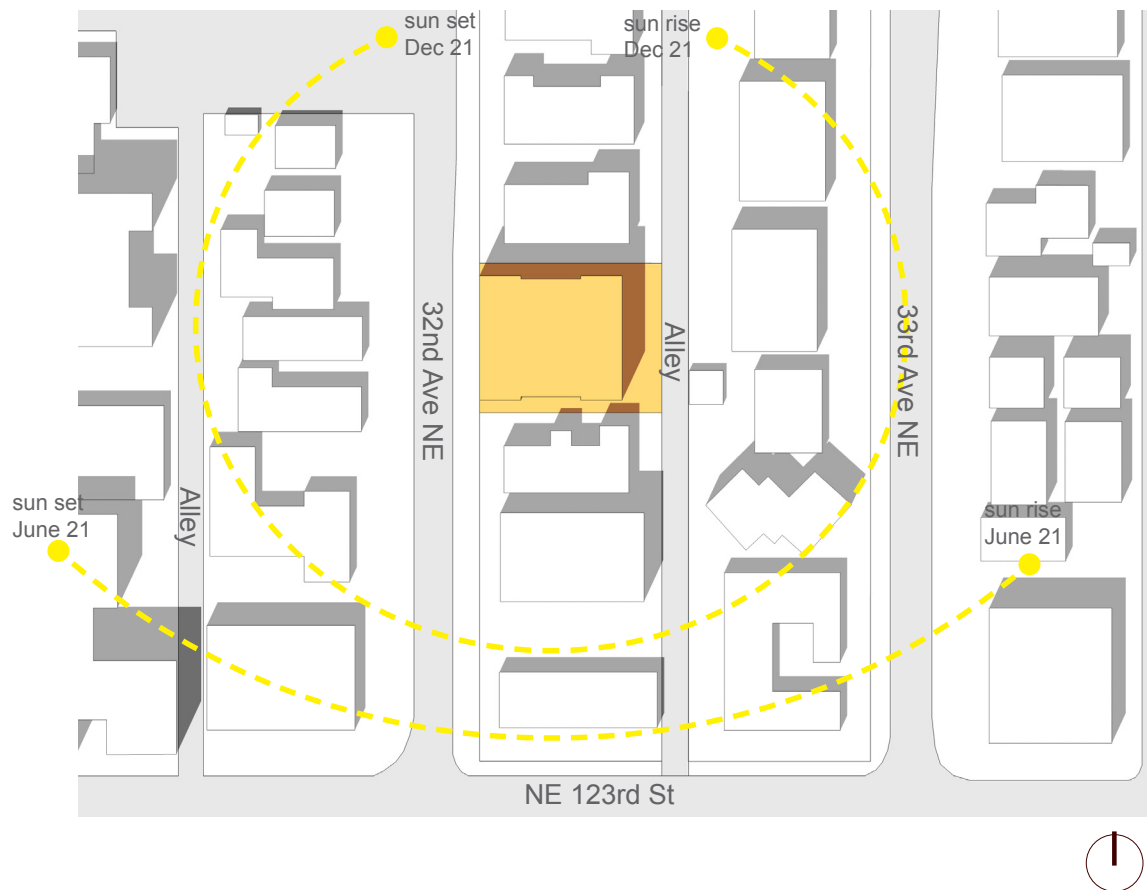 sun set
Dec 21
sun rise
Dec 21
32nd Ave NE
Alley
33rd Ave NE
sun set
June 21
Alley
sun rise
June 21
NE 123rd St